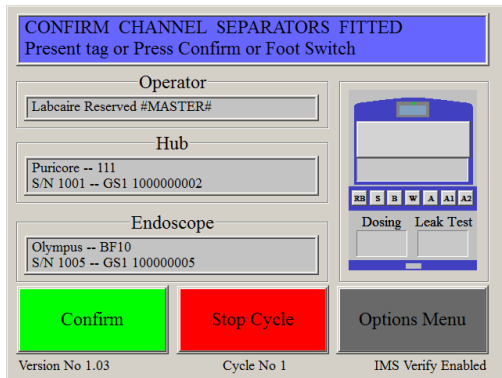 CONFIRM CHANNEL SEPARATORS FITTED
Present tag or Press Confirm or Foot Switch
Operator
Labcaire Reserved #MASTER#
Hub
Puricore -- 111
S/N 1001 -- GS1 1000000002
Endoscope
Olympus -- BF10
S/N 1005 -- GS1 100000005
RB S B W A A1 A2
Dosing Leak Test
Confirm Stop Cycle Options Menu
Version No 1.03 Cycle No 1 IMS Verify Enabled